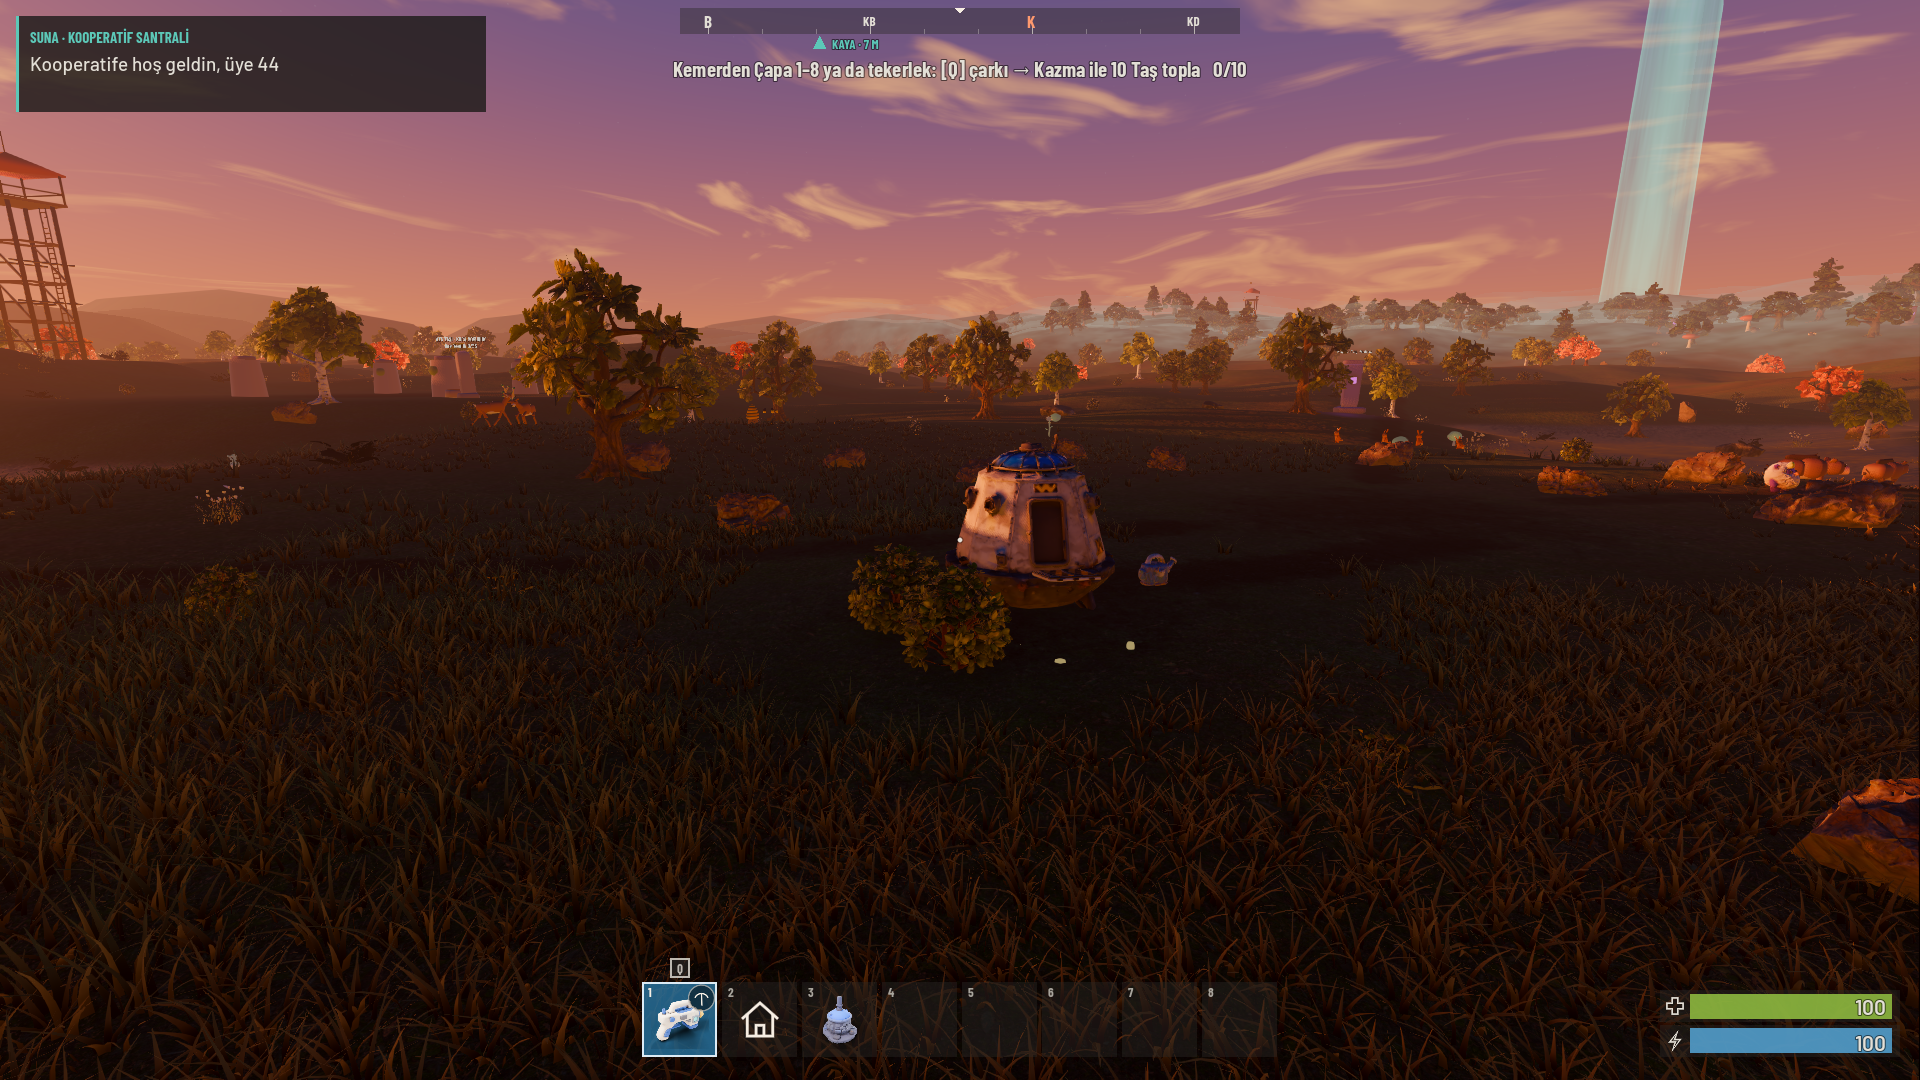 SUNA · KOOPERATİF SANTRALİ
Kooperatife hoş geldin, üye 44
B KB K KD
KAYA · 7 M
Kemerden Çapa 1-8 ya da tekerlek: [Q] çarkı → Kazma ile 10 Taş topla 0/10
Q
1 2 3 4 5 6 7 8
100
100